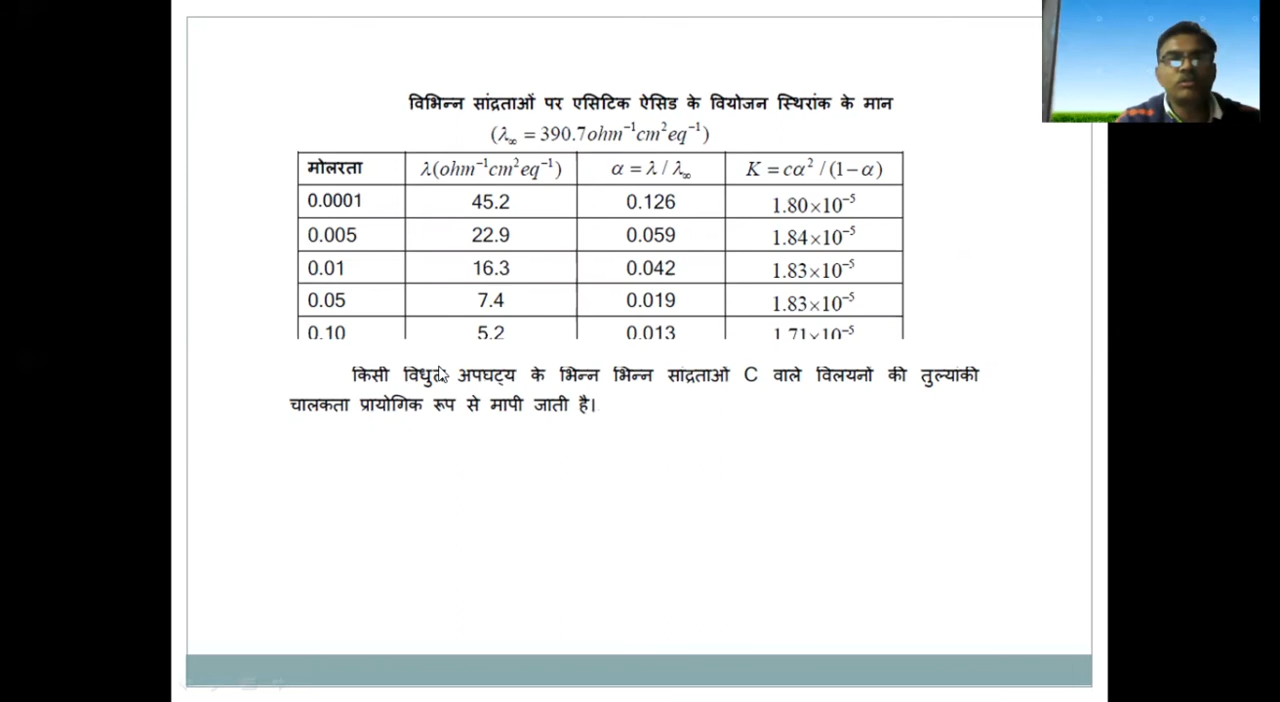 विभिन्न सांद्रताओं पर एसिटिक ऐसिड के वियोजन स्थिरांक के मान
(λ∞ = 390.7ohm⁻¹cm²eq⁻¹)
मोलरता λ(ohm⁻¹cm²eq⁻¹) α = λ / λ∞ K = cα² / (1 − α)
0.0001 45.2 0.126 1.80×10⁻⁵
0.005 22.9 0.059 1.84×10⁻⁵
0.01 16.3 0.042 1.83×10⁻⁵
0.05 7.4 0.019 1.83×10⁻⁵
0.10 5.2 0.013 1.71×10⁻⁵
किसी विधुत अपघट्य के भिन्न भिन्न सांद्रताओं C वाले विलयनों की तुल्यांकी
चालकता प्रायोगिक रूप से मापी जाती है।